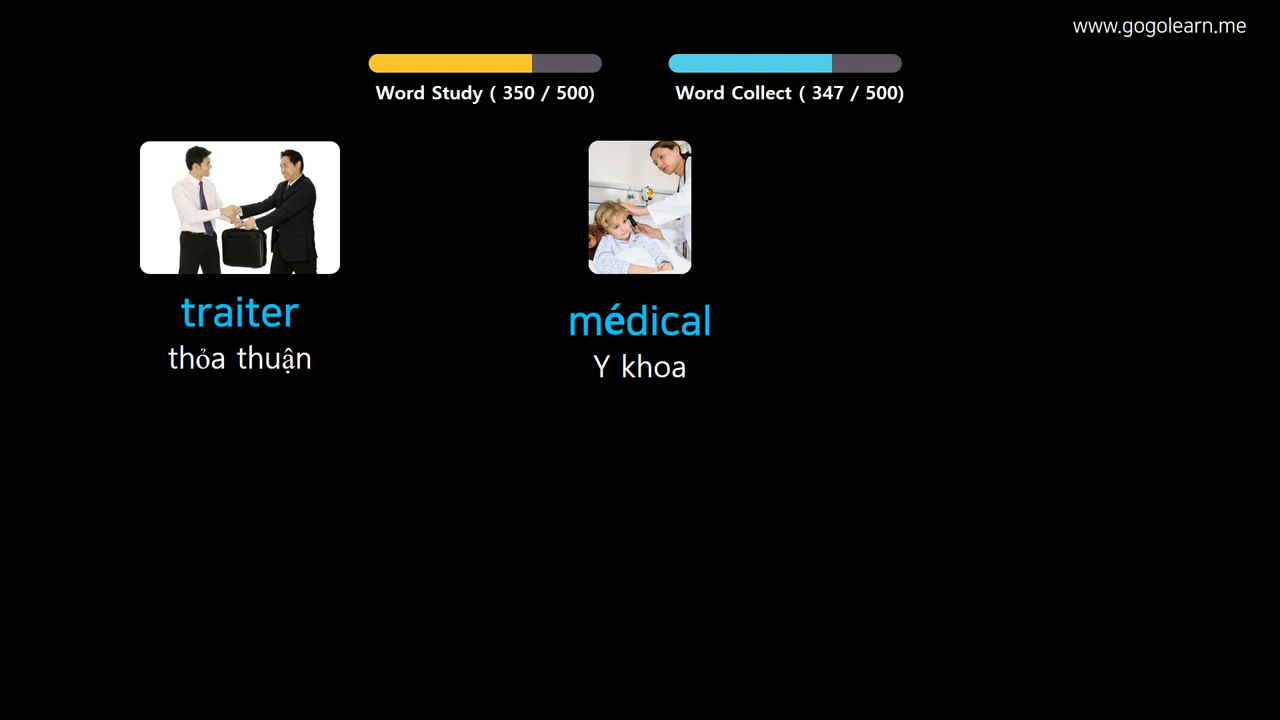 www.gogolearn.me
Word Study ( 350 / 500)
Word Collect ( 347 / 500)
traiter
thỏa thuận
médical
Y khoa